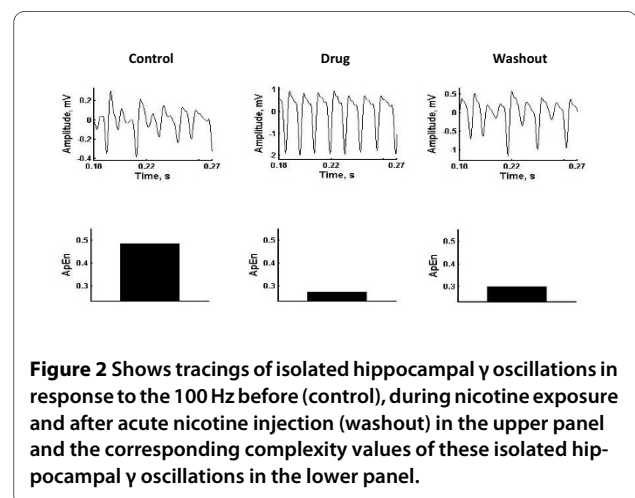 Control Drug Washout
Amplitude, mV
0.2
0
-0.2
-0.4
0.18 0.22 0.27
Time, s
Amplitude, mV
1
0
-1
-2
0.18 0.22 0.27
Time, s
Amplitude, mV
0.5
0
-0.5
-1
0.18 0.22 0.27
Time, s
ApEn
0.5
0.4
0.3
ApEn
0.5
0.4
0.3
ApEn
0.5
0.4
0.3
Figure 2 Shows tracings of isolated hippocampal γ oscillations in
response to the 100 Hz before (control), during nicotine exposure
and after acute nicotine injection (washout) in the upper panel
and the corresponding complexity values of these isolated hip-
pocampal γ oscillations in the lower panel.